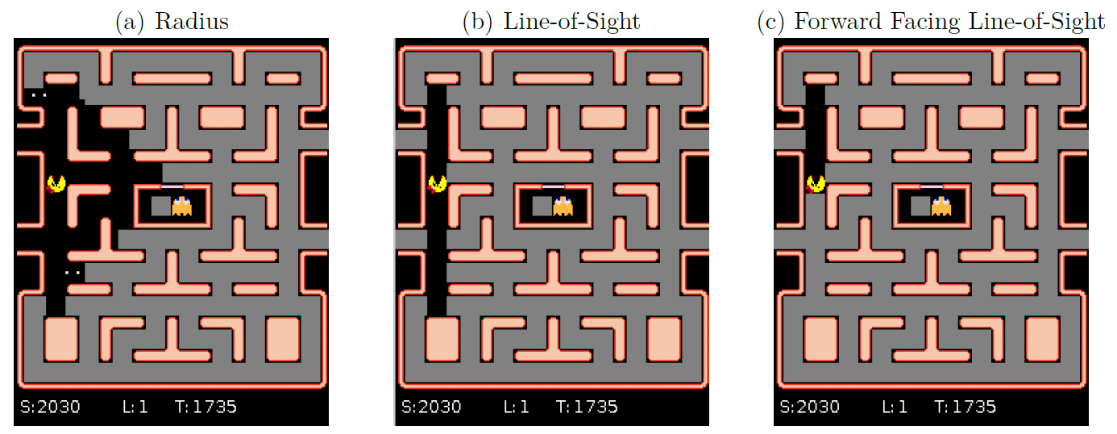 (a) Radius
(b) Line-of-Sight
(c) Forward Facing Line-of-Sight
S:2030 L:1 T:1735
S:2030 L:1 T:1735
S:2030 L:1 T:1735